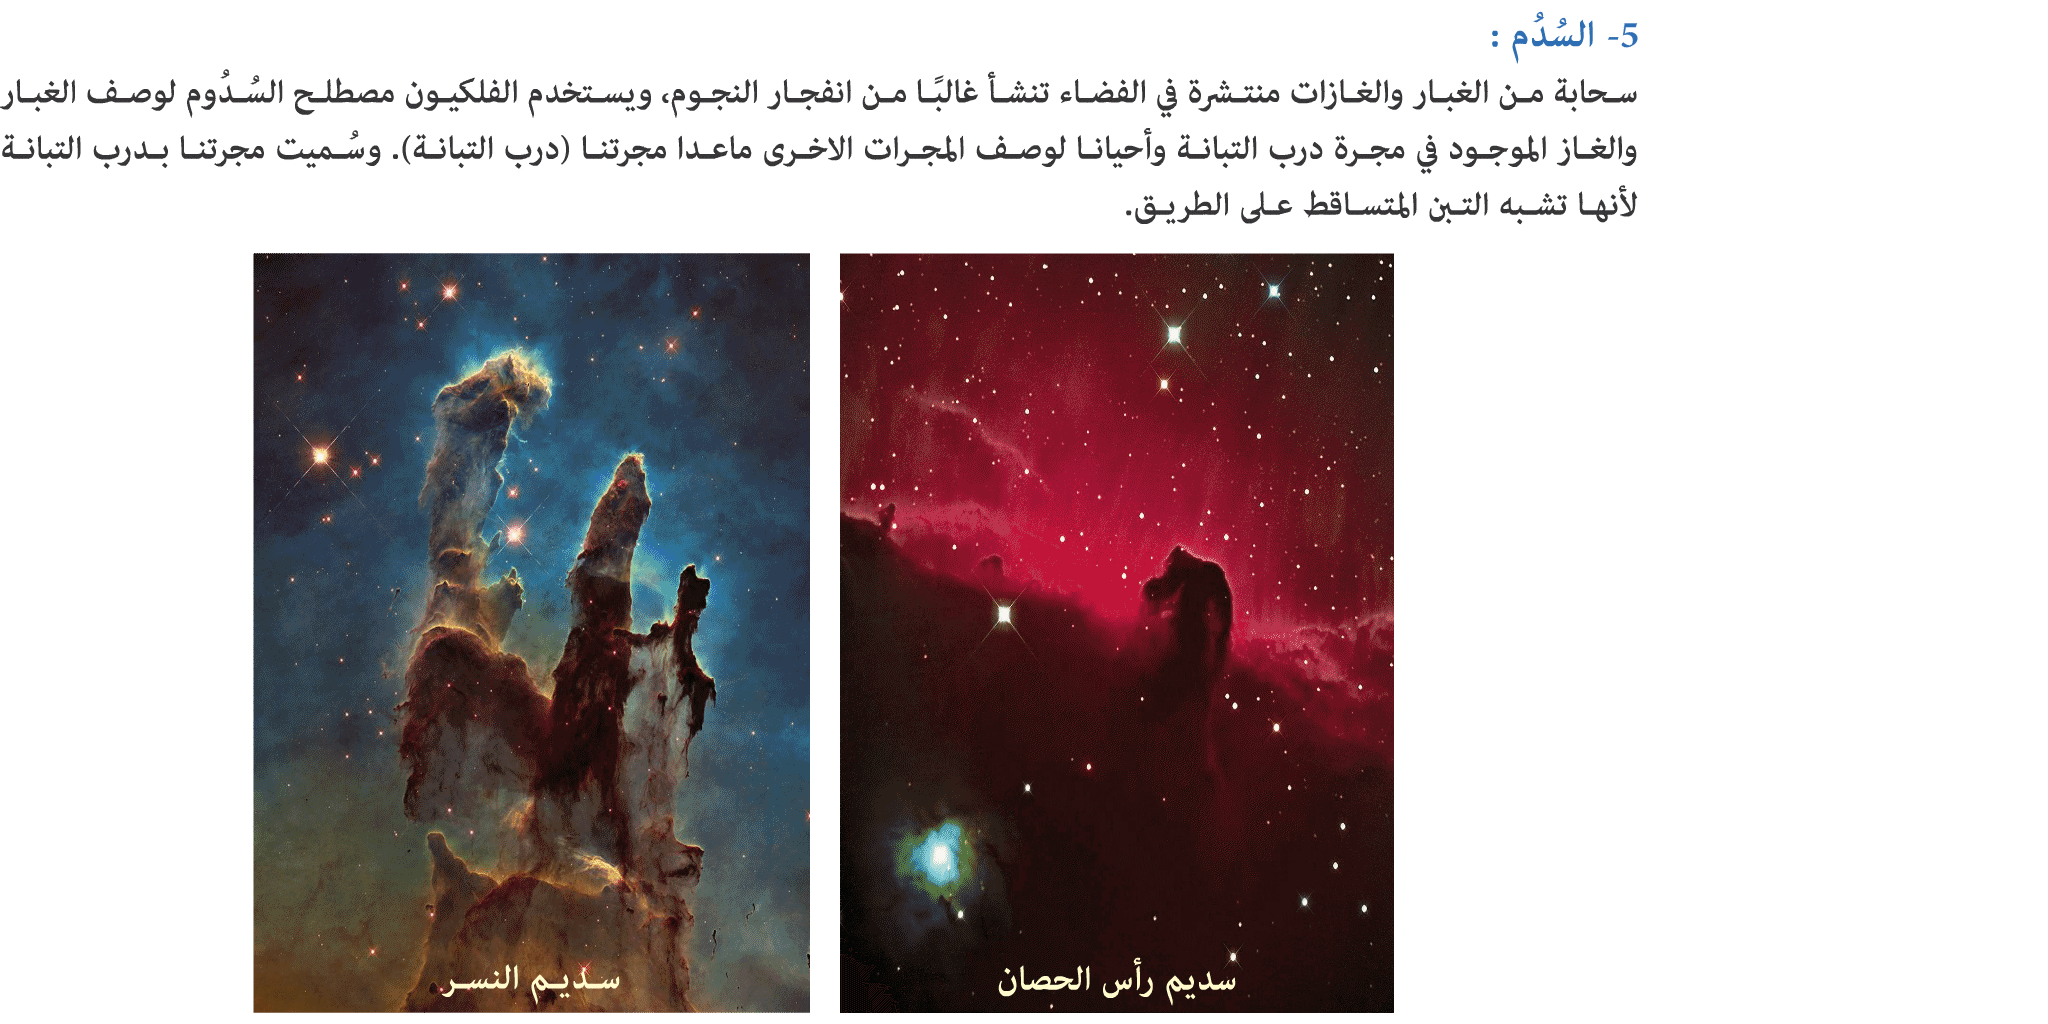 5- السُدُم :
سحابة من الغبار والغازات منتشرة في الفضاء تنشأ غالبًا من انفجار النجوم، ويستخدم الفلكيون مصطلح السُدُوم لوصف الغبار
والغاز الموجود في مجرة درب التبانة وأحيانا لوصف المجرات الاخرى ماعدا مجرتنا (درب التبانة). وسُميت مجرتنا بدرب التبانة
لأنها تشبه التبن المتساقط على الطريق.
سديم رأس الحصان
سديم النسر